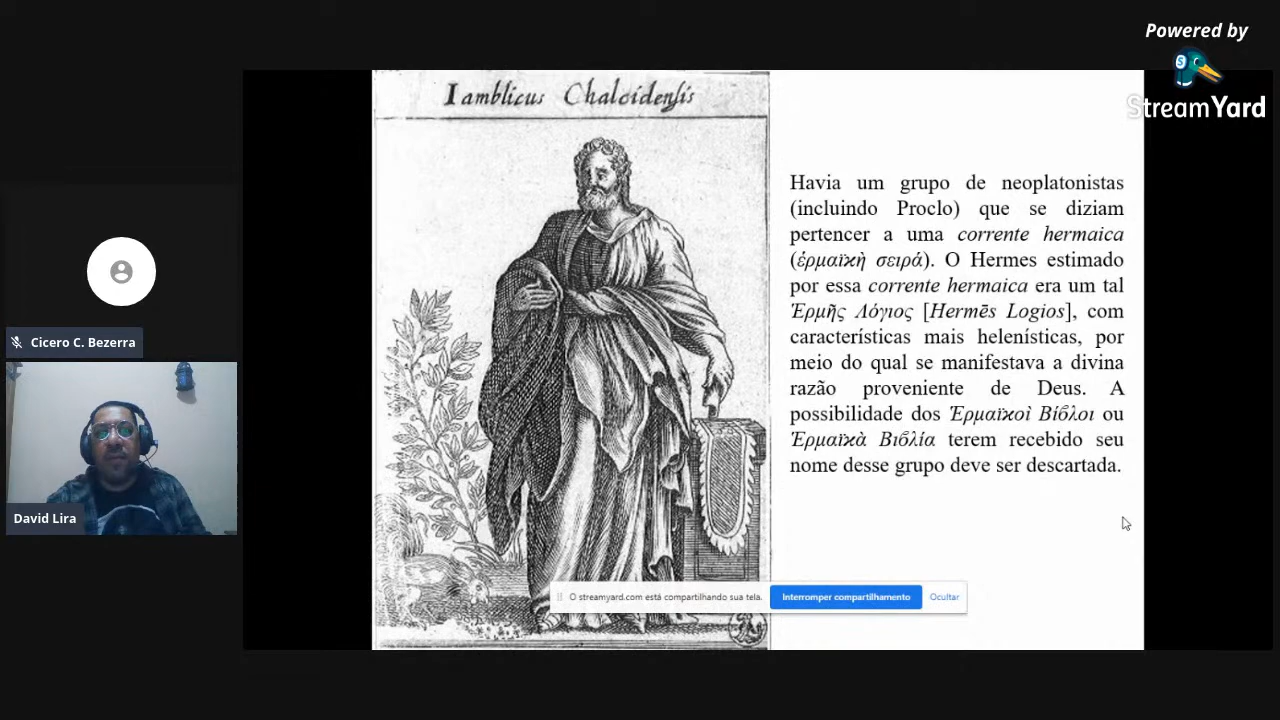 Powered by
StreamYard
Iamblicus Chalcidensis
Havia um grupo de neoplatonistas
(incluindo Proclo) que se diziam
pertencer a uma corrente hermaica
(ἑρμαϊκὴ σειρά). O Hermes estimado
por essa corrente hermaica era um tal
Ἑρμῆς Λόγιος [Hermēs Logios], com
características mais helenísticas, por
meio do qual se manifestava a divina
razão proveniente de Deus. A
possibilidade dos Ἑρμαϊκοὶ Βίϐλοι ou
Ἑρμαϊκὰ Βιϐλία terem recebido seu
nome desse grupo deve ser descartada.
Cicero C. Bezerra
David Lira
O streamyard.com está compartilhando sua tela.
Interromper compartilhamento
Ocultar